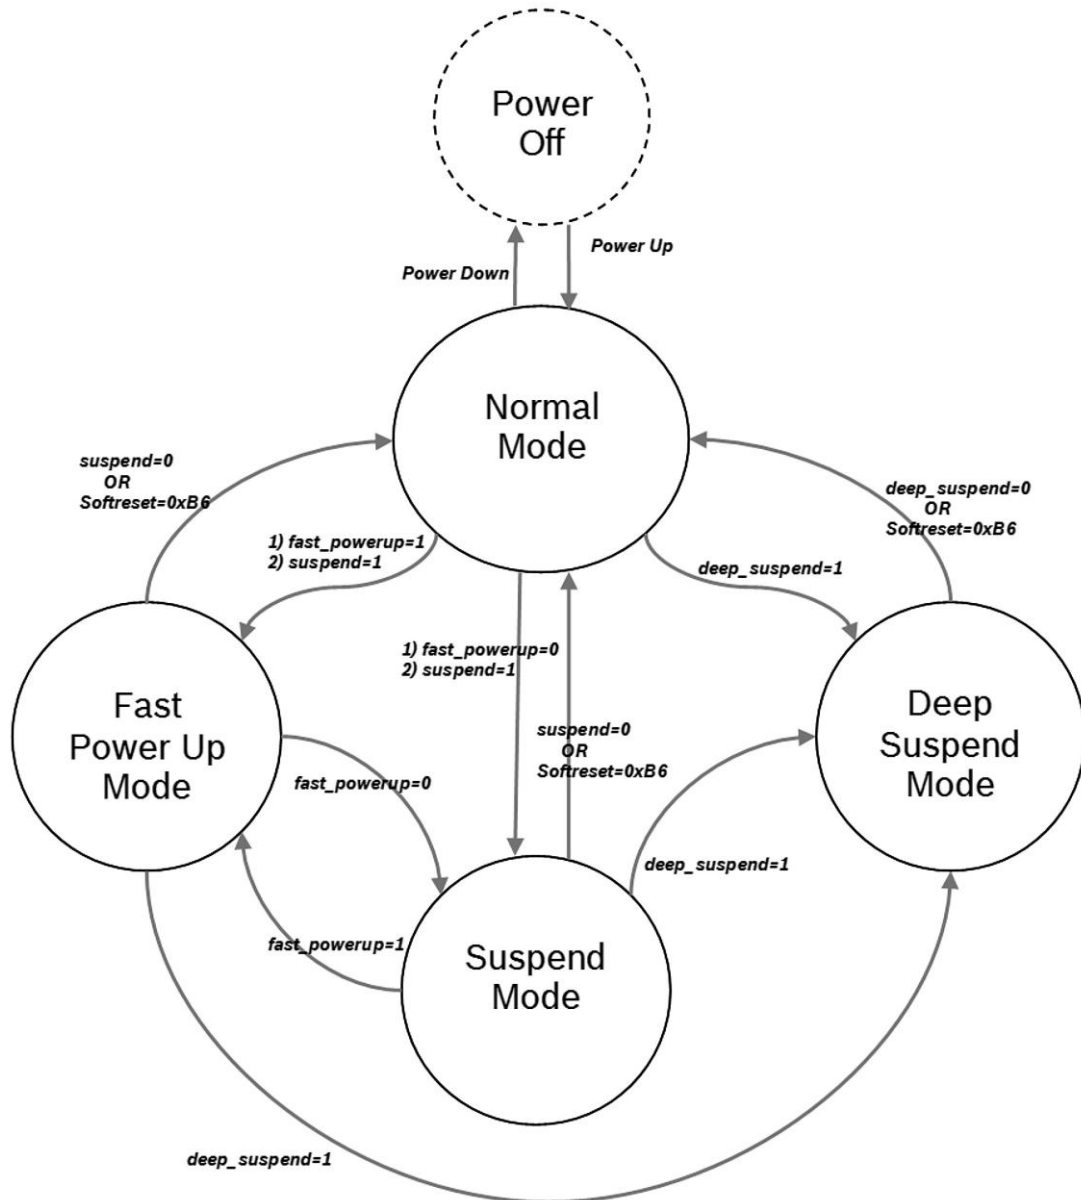 Power
Off
Power Up
Power Down
Normal
Mode
suspend=0
OR
Softreset=0xB6
deep_suspend=0
OR
Softreset=0xB6
1) fast_powerup=1
2) suspend=1
deep_suspend=1
1) fast_powerup=0
2) suspend=1
Fast
Power Up
Mode
Deep
Suspend
Mode
suspend=0
OR
Softreset=0xB6
fast_powerup=0
deep_suspend=1
fast_powerup=1
Suspend
Mode
deep_suspend=1